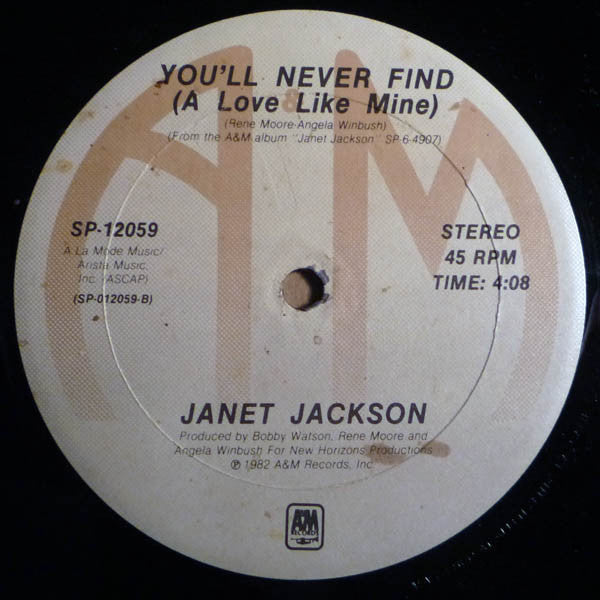 YOU'LL NEVER FIND
(A Love Like Mine)
(Rene Moore-Angela Winbush)
(From the A&M album "Janet Jackson" SP-6-4907)
SP-12059
A La Mode Music/
Arista Music,
Inc. (ASCAP)
(SP-012059-B)
STEREO
45 RPM
TIME: 4:08
JANET JACKSON
Produced by Bobby Watson, Rene Moore and
Angela Winbush For New Horizons Productions
℗ 1982 A&M Records, Inc.
A&M
RECORDS